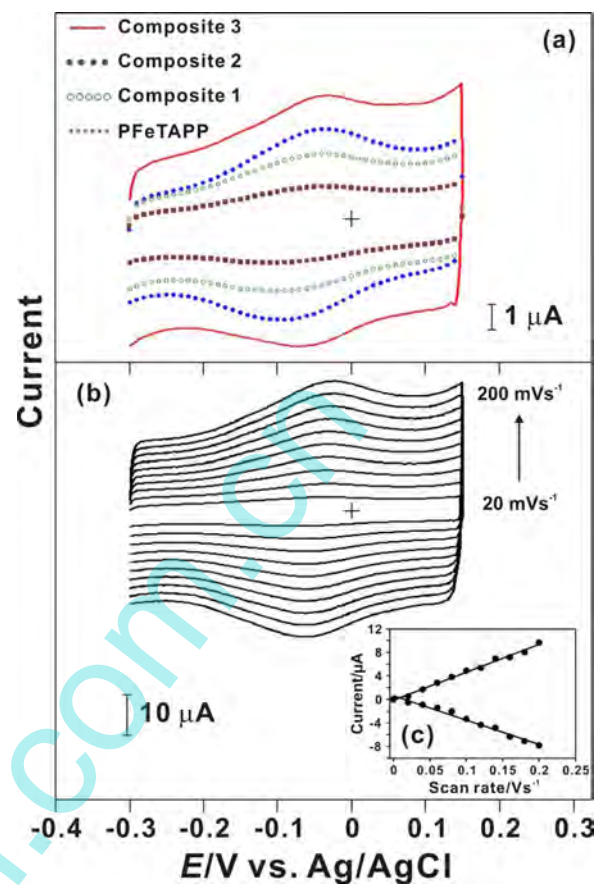 Composite 3
(a)
Composite 2
Composite 1
PFeTAPP
1 μA
Current
(b)
200 mVs-1
20 mVs-1
10 μA
12
8
4
0
-4
-8
Current/μA
(c)
0
0.05
0.1
0.15
0.2
0.25
Scan rate/Vs-1
-0.4 -0.3 -0.2 -0.1 0 0.1 0.2 0.3
E/V vs. Ag/AgCl
.com.cn